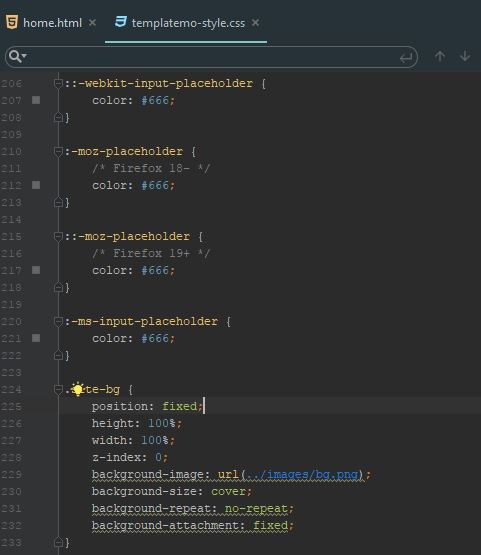 home.html
templatemo-style.css
206 ::-webkit-input-placeholder {
207 color: #666;
208 }
209
210 :-moz-placeholder {
211 /* Firefox 18- */
212 color: #666;
213 }
214
215 ::-moz-placeholder {
216 /* Firefox 19+ */
217 color: #666;
218 }
219
220 :-ms-input-placeholder {
221 color: #666;
222 }
223
224 .te-bg {
225 position: fixed;
226 height: 100%;
227 width: 100%;
228 z-index: 0;
229 background-image: url(../images/bg.png);
230 background-size: cover;
231 background-repeat: no-repeat;
232 background-attachment: fixed;
233 }